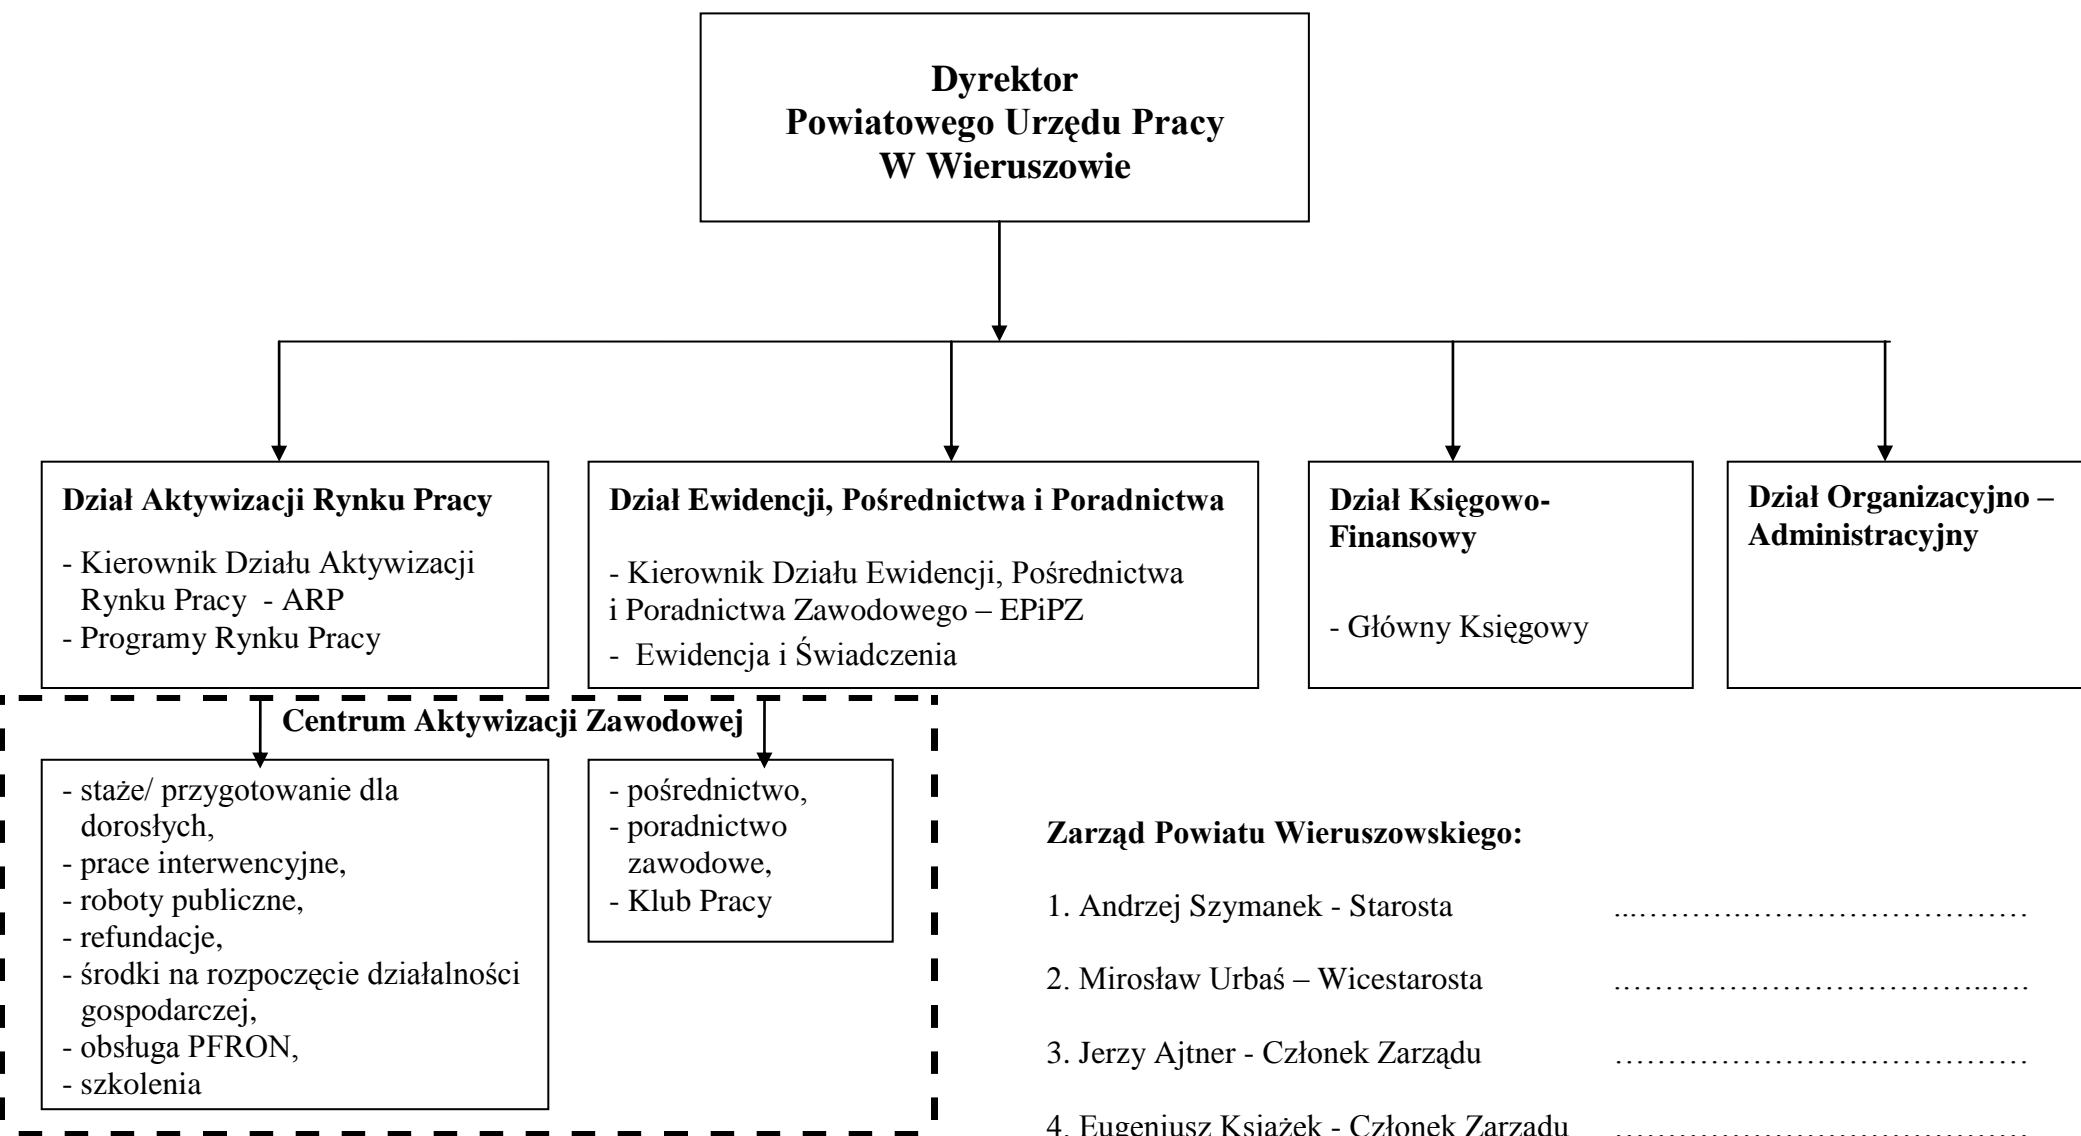 Dyrektor
Powiatowego Urzędu Pracy
W Wieruszowie
Dział Aktywizacji Rynku Pracy
- Kierownik Działu Aktywizacji
Rynku Pracy - ARP
- Programy Rynku Pracy
Dział Ewidencji, Pośrednictwa i Poradnictwa
- Kierownik Działu Ewidencji, Pośrednictwa
i Poradnictwa Zawodowego – EPiPZ
- Ewidencja i Świadczenia
Dział Księgowo-
Finansowy
- Główny Księgowy
Dział Organizacyjno –
Administracyjny
Centrum Aktywizacji Zawodowej
- staże/ przygotowanie dla
dorosłych,
- prace interwencyjne,
- roboty publiczne,
- refundacje,
- środki na rozpoczęcie działalności
gospodarczej,
- obsługa PFRON,
- szkolenia
- pośrednictwo,
- poradnictwo
zawodowe,
- Klub Pracy
Zarząd Powiatu Wieruszowskiego:
1. Andrzej Szymanek - Starosta ...……….……………………………
2. Mirosław Urbaś – Wicestarosta .……………………………..….
3. Jerzy Ajtner - Członek Zarządu …………………………………
4. Eugeniusz Książek - Członek Zarządu …………………………………